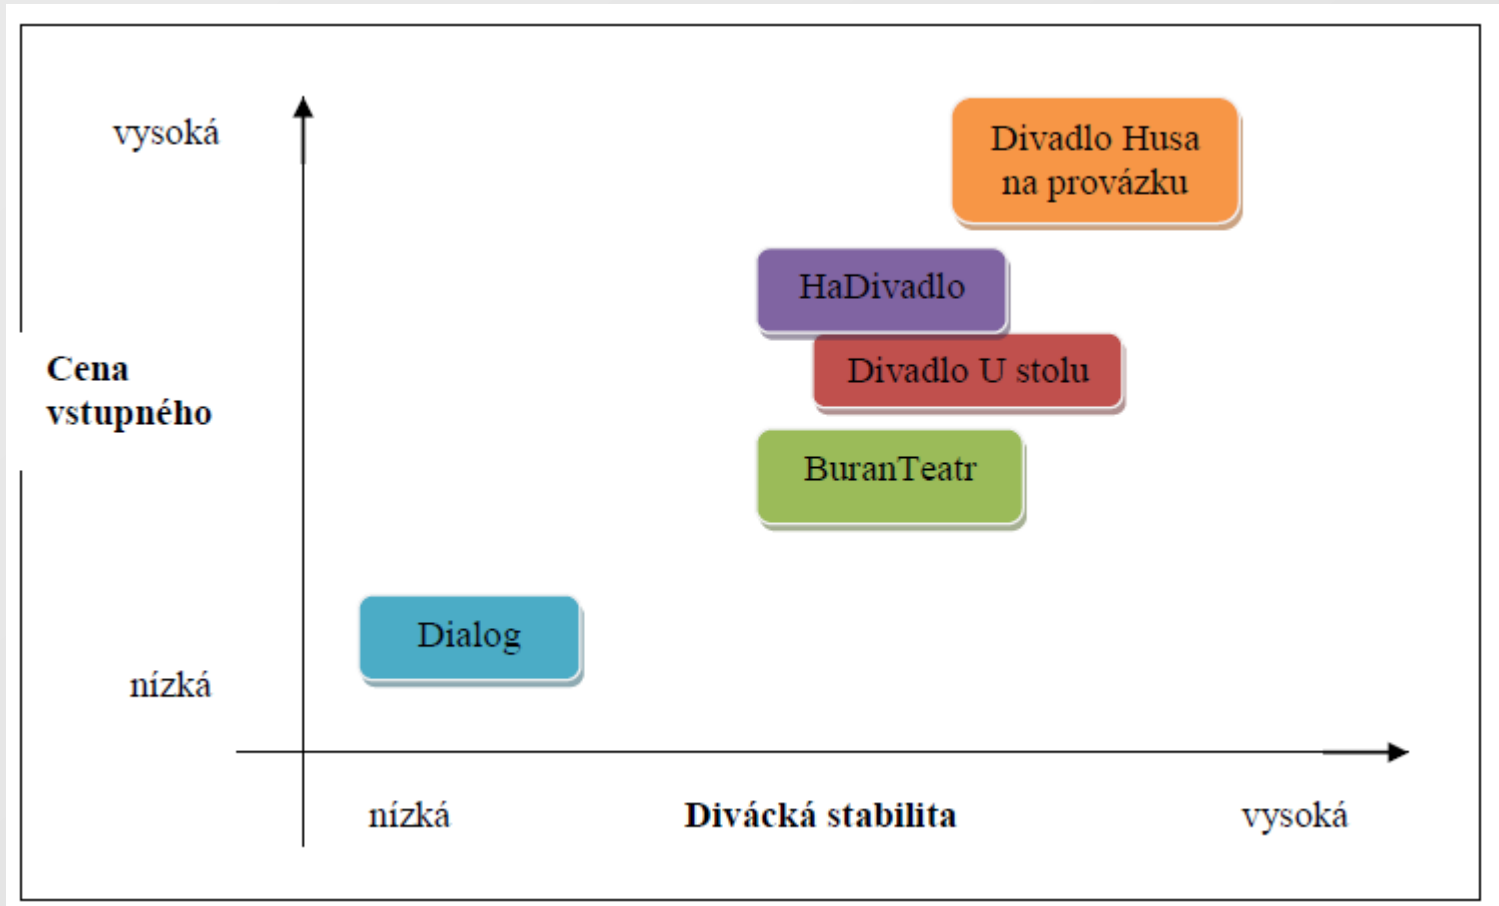 vysoká
Divadlo Husa
na provázku
HaDivadlo
Cena
vstupného
Divadlo U stolu
BuranTeatr
Dialog
nízká
nízká
Divácká stabilita
vysoká